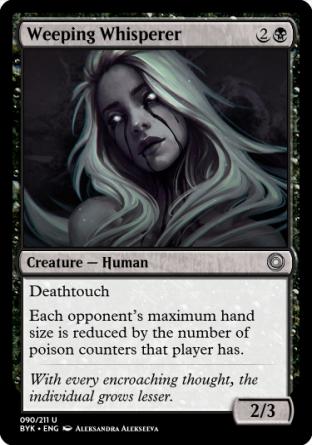 Weeping Whisperer 2
Creature — Human
Deathtouch
Each opponent's maximum hand
size is reduced by the number of
poison counters that player has.
With every encroaching thought, the
individual grows lesser.
2/3
090/211 U
BYK • ENG Aleksandra Alekseeva